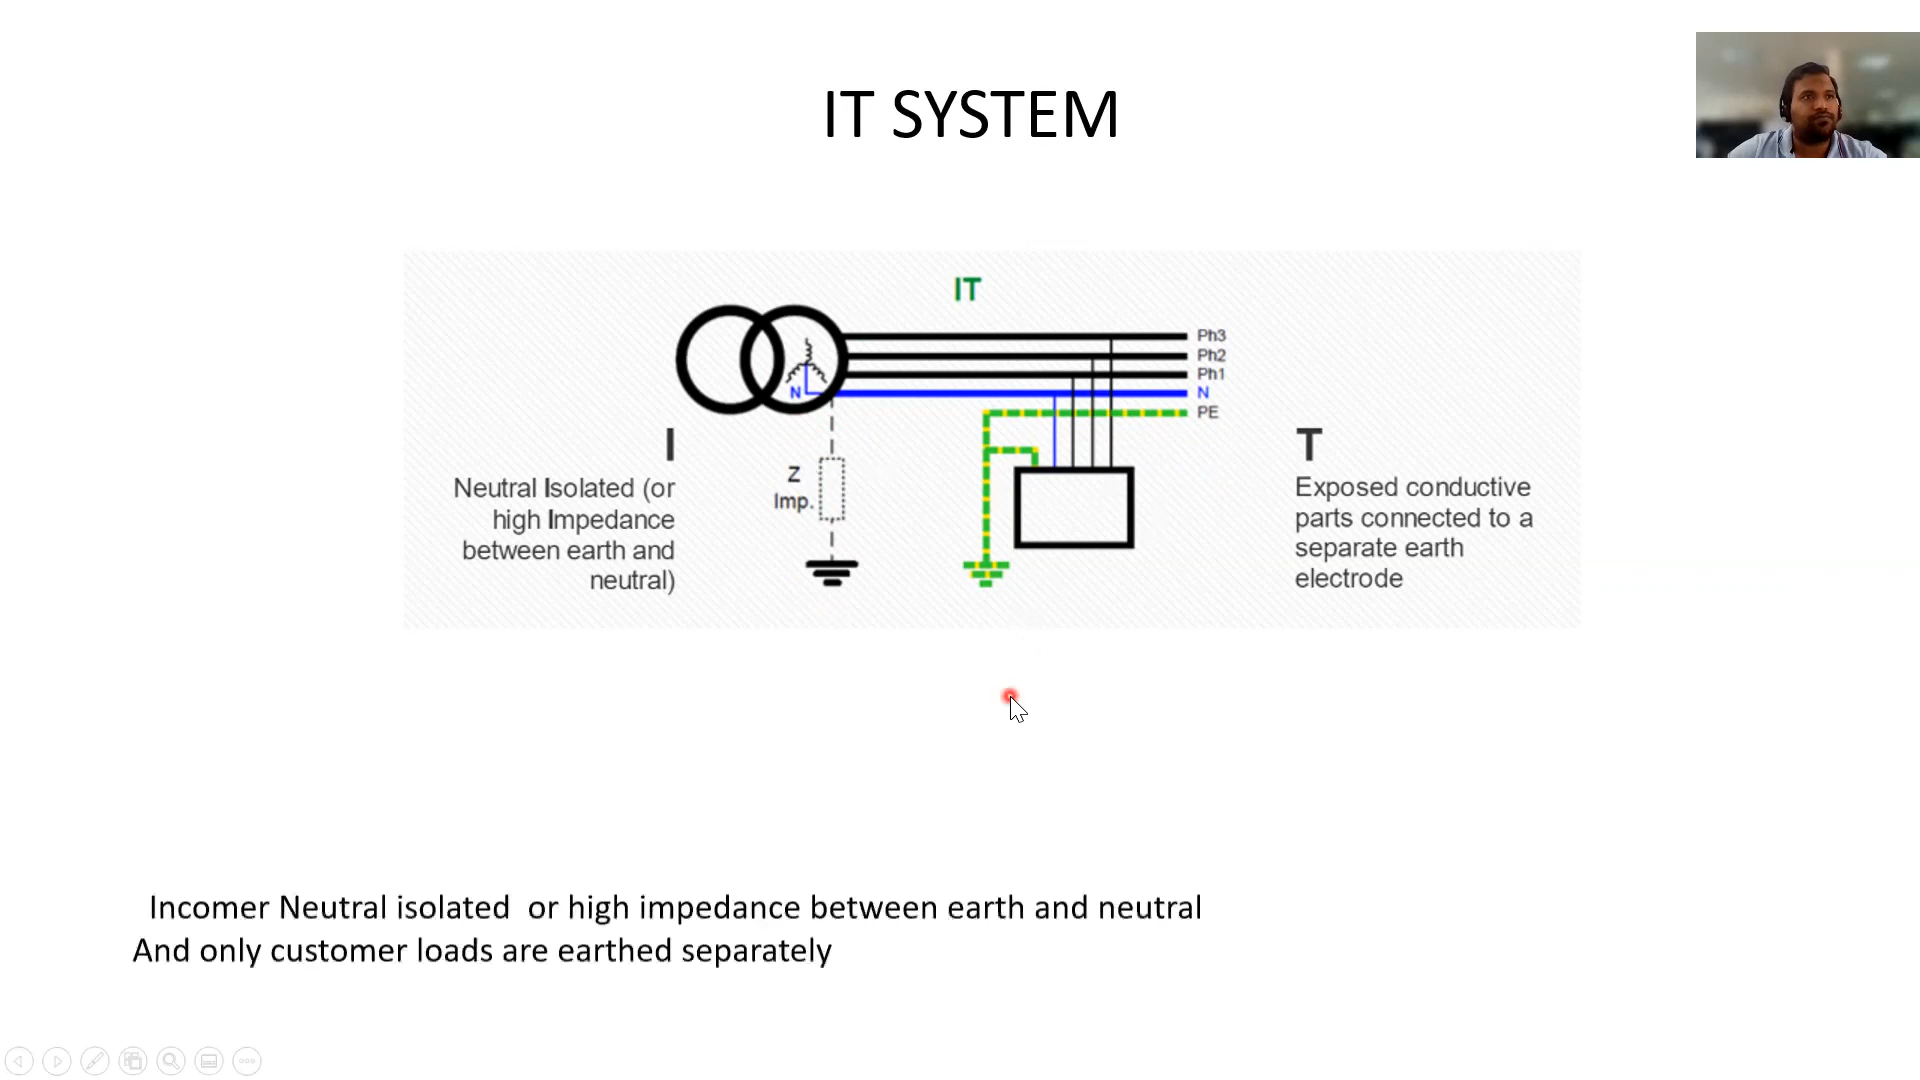 IT SYSTEM
IT
Ph3
Ph2
Ph1
N
N
PE
I
Neutral Isolated (or
high Impedance
between earth and
neutral)
Z
Imp.
T
Exposed conductive
parts connected to a
separate earth
electrode
Incomer Neutral isolated  or high impedance between earth and neutral
And only customer loads are earthed separately